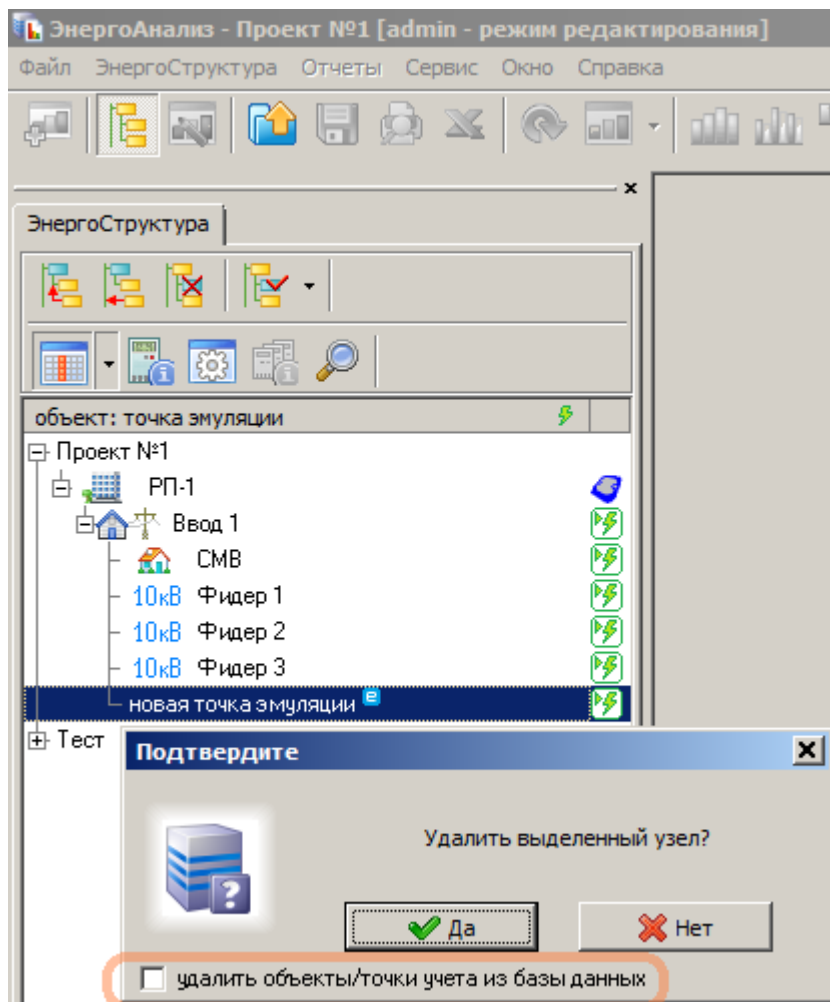 ЭнергоАнализ - Проект №1 [admin - режим редактирования]
Файл ЭнергоСтруктура Отчеты Сервис Окно Справка
ЭнергоСтруктура
объект: точка эмуляции
Проект №1
РП-1
Ввод 1
СМВ
10кВ Фидер 1
10кВ Фидер 2
10кВ Фидер 3
новая точка эмуляции e
Тест
Подтвердите
Удалить выделенный узел?
Да Нет
удалить объекты/точки учета из базы данных